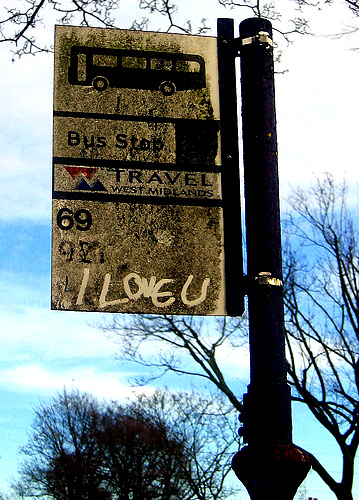 Bus Stop
TRAVEL
WEST MIDLANDS
69
I LOVE U